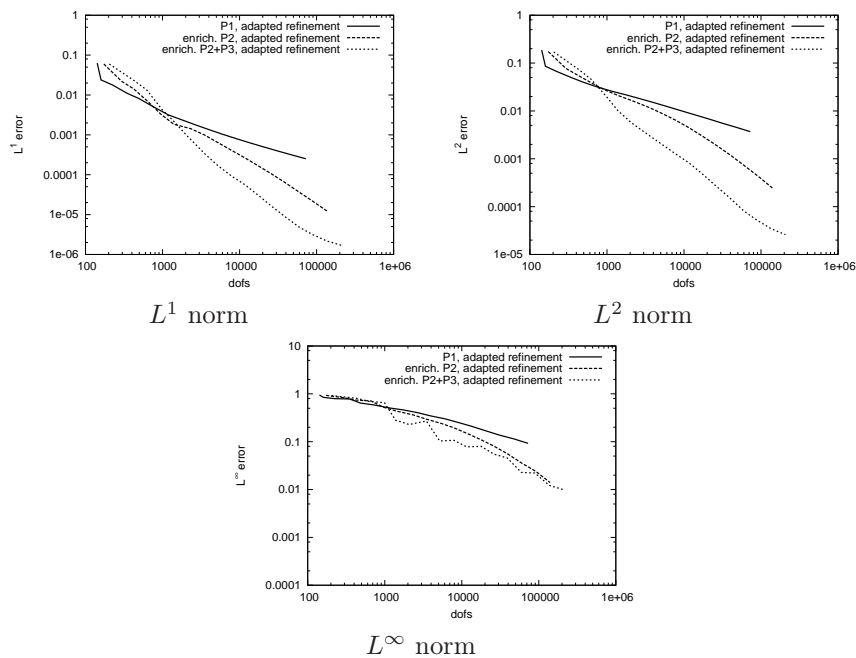 1
0.1
0.01
0.001
0.0001
1e-05
1e-06
100
1000
10000
100000
1e+06
L1 error
dofs
P1, adapted refinement
enrich. P2, adapted refinement
enrich. P2+P3, adapted refinement
L1 norm
1
0.1
0.01
0.001
0.0001
1e-05
100
1000
10000
100000
1e+06
L2 error
dofs
P1, adapted refinement
enrich. P2, adapted refinement
enrich. P2+P3, adapted refinement
L2 norm
10
1
0.1
0.01
0.001
0.0001
100
1000
10000
100000
1e+06
L∞ error
dofs
P1, adapted refinement
enrich. P2, adapted refinement
enrich. P2+P3, adapted refinement
L∞ norm